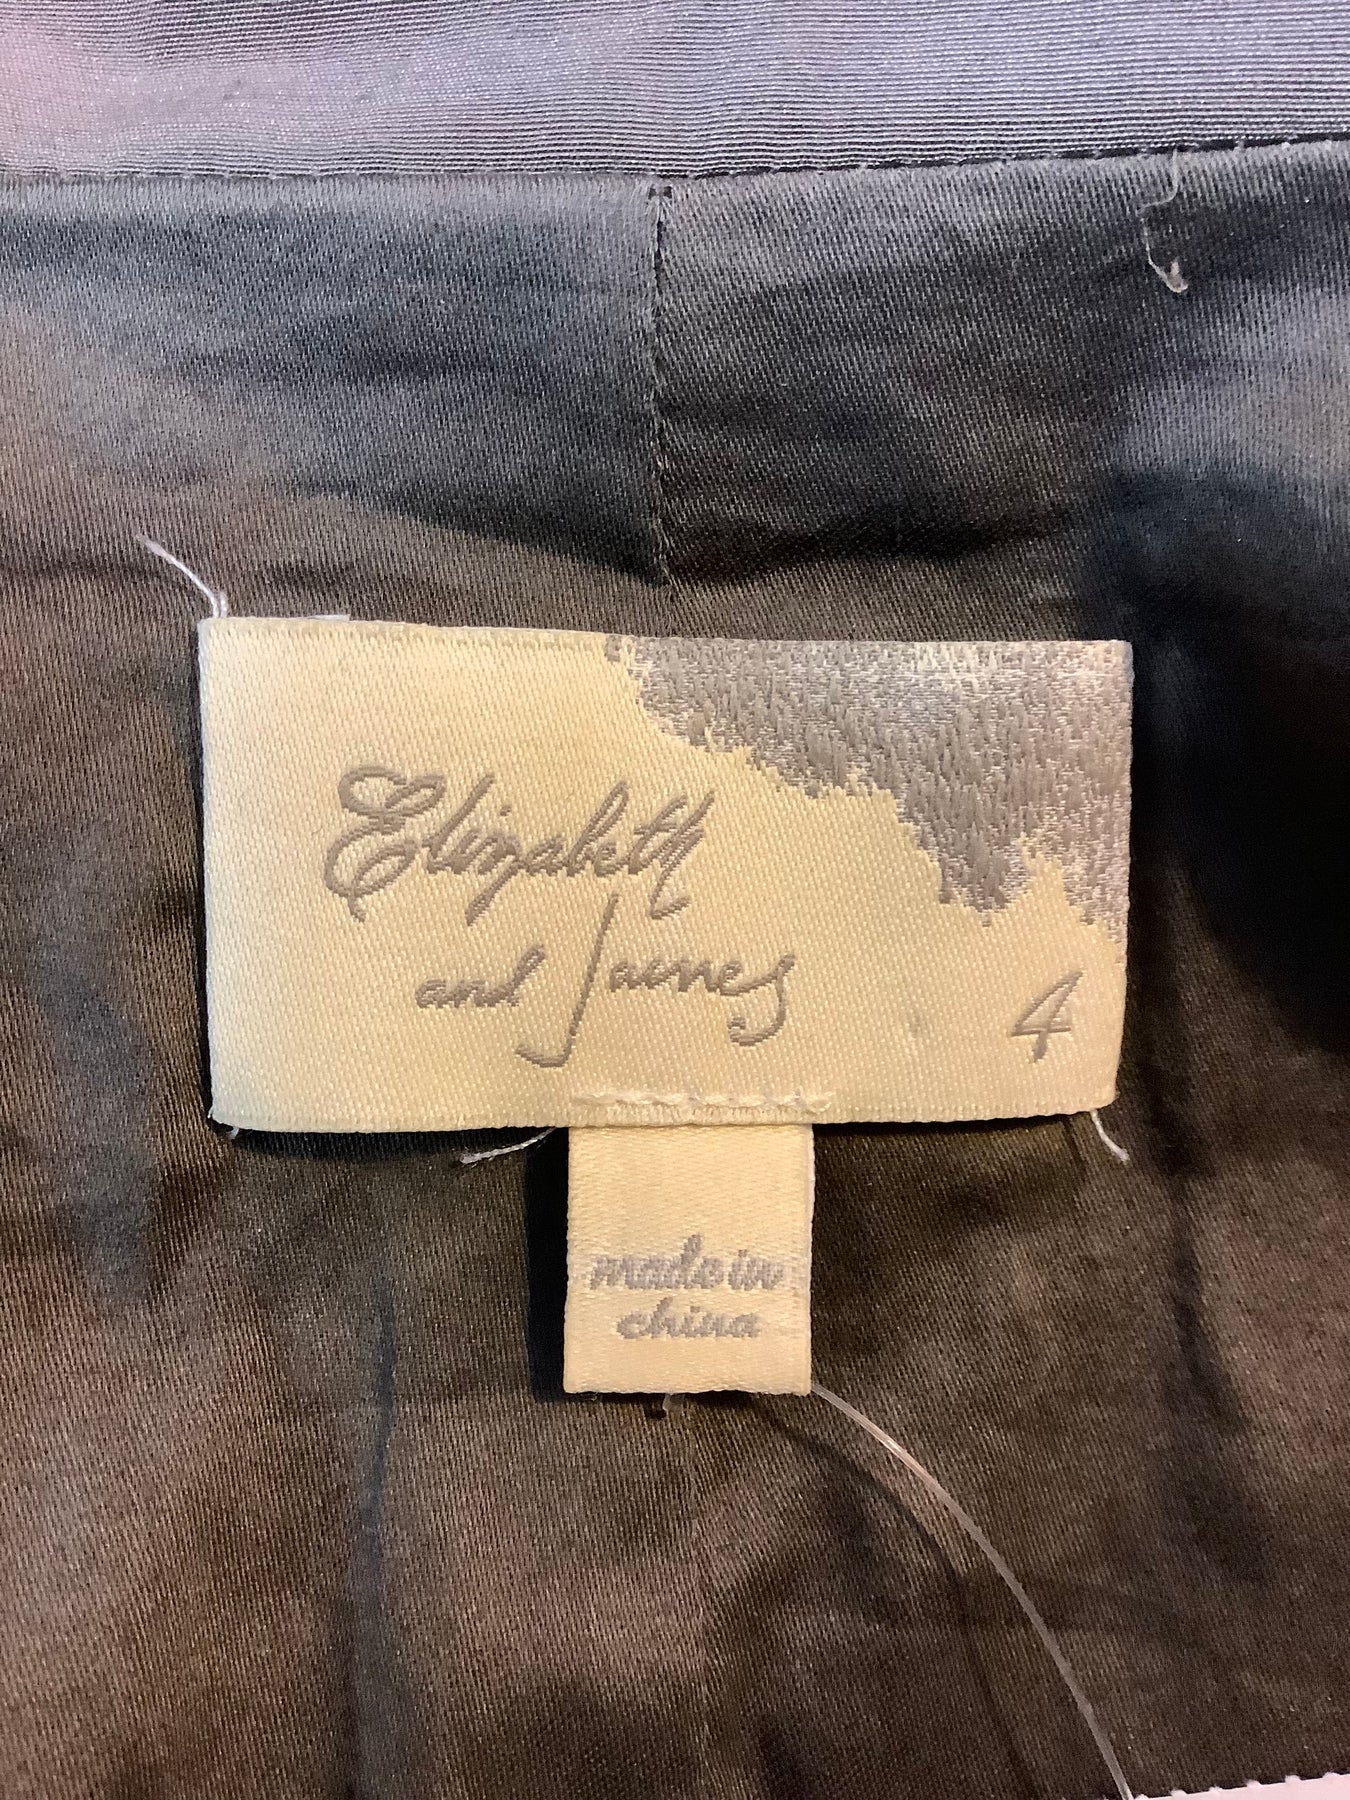 Elizabeth
and James
4
made in
china